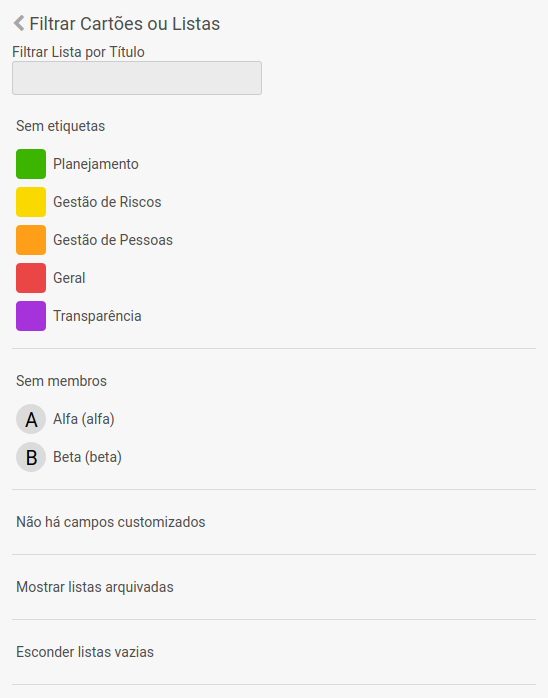 Filtrar Cartões ou Listas
Filtrar Lista por Título
Sem etiquetas
Planejamento
Gestão de Riscos
Gestão de Pessoas
Geral
Transparência
Sem membros
A Alfa (alfa)
B Beta (beta)
Não há campos customizados
Mostrar listas arquivadas
Esconder listas vazias